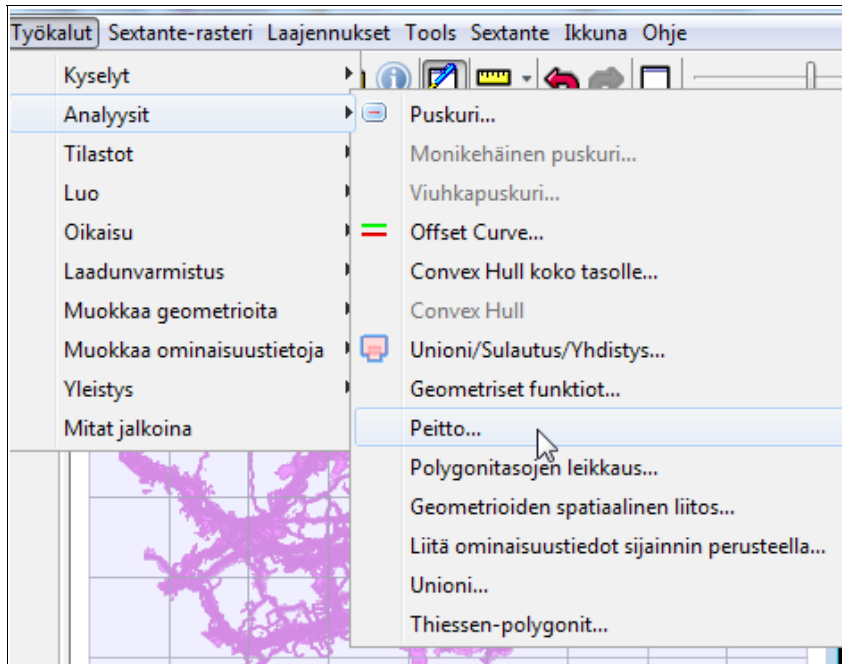 Työkalut Sextante-rasteri Laajennukset Tools Sextante Ikkuna Ohje
Kyselyt
Analyysit
Tilastot
Luo
Oikaisu
Laadunvarmistus
Muokkaa geometrioita
Muokkaa ominaisuustietoja
Yleistys
Mitat jalkoina
Puskuri...
Monikehäinen puskuri...
Viuhkapuskuri...
Offset Curve...
Convex Hull koko tasolle...
Convex Hull
Unioni/Sulautus/Yhdistys...
Geometriset funktiot...
Peitto...
Polygonitasojen leikkaus...
Geometrioiden spatiaalinen liitos...
Liitä ominaisuustiedot sijainnin perusteella...
Unioni...
Thiessen-polygonit...